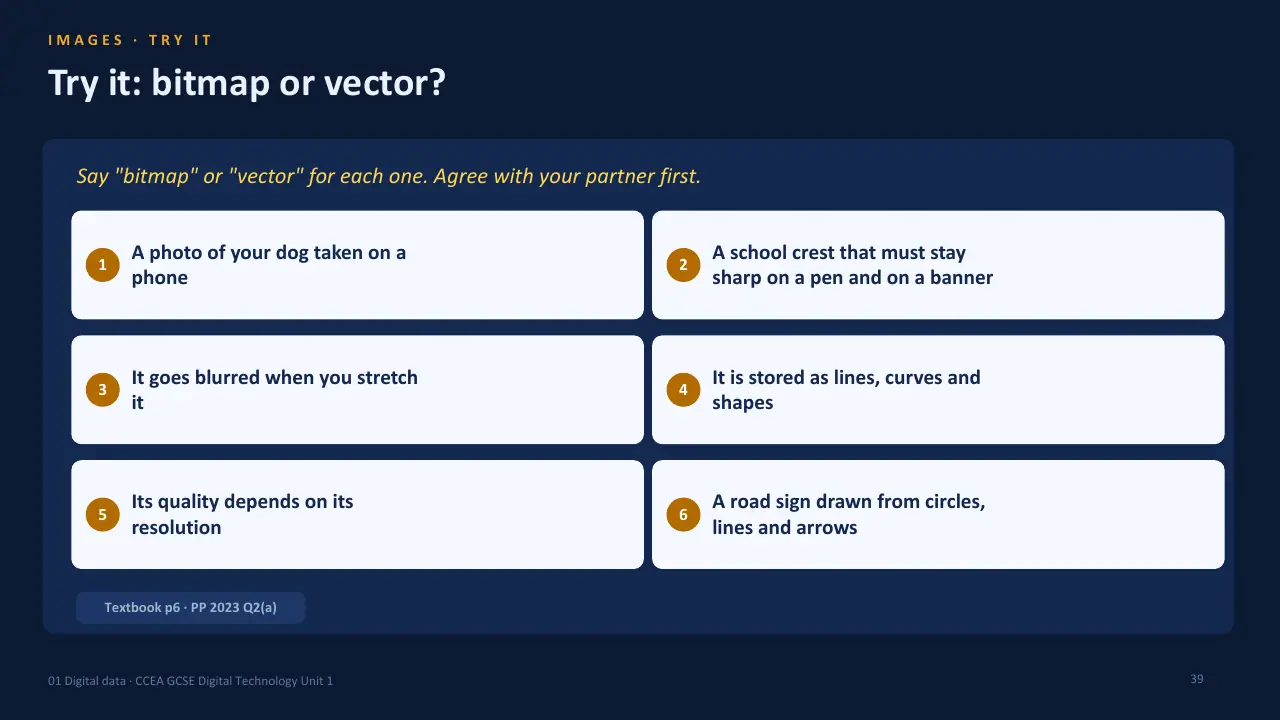 IMAGES · TRY IT
Try it: bitmap or vector?
Say "bitmap" or "vector" for each one. Agree with your partner first.
1
A photo of your dog taken on a
phone
2
A school crest that must stay
sharp on a pen and on a banner
3
It goes blurred when you stretch
it
4
It is stored as lines, curves and
shapes
5
Its quality depends on its
resolution
6
A road sign drawn from circles,
lines and arrows
Textbook p6 · PP 2023 Q2(a)
01 Digital data · CCEA GCSE Digital Technology Unit 1
39